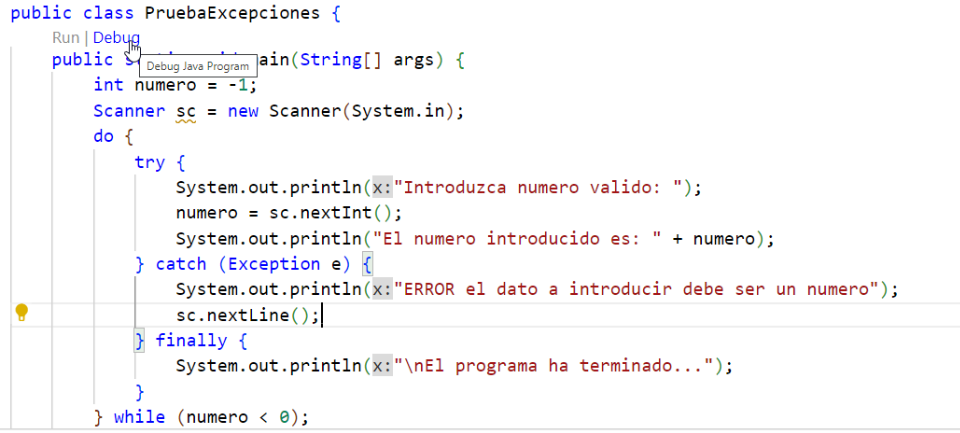 public class PruebaExcepciones {
Run | Debug
public s ain(String[] args) {
Debug Java Program
int numero = -1;
Scanner sc = new Scanner(System.in);
do {
try {
System.out.println(x:"Introduzca numero valido: ");
numero = sc.nextInt();
System.out.println("El numero introducido es: " + numero);
} catch (Exception e) {
System.out.println(x:"ERROR el dato a introducir debe ser un numero");
sc.nextLine();
} finally {
System.out.println(x:"\nEl programa ha terminado...");
}
} while (numero < 0);